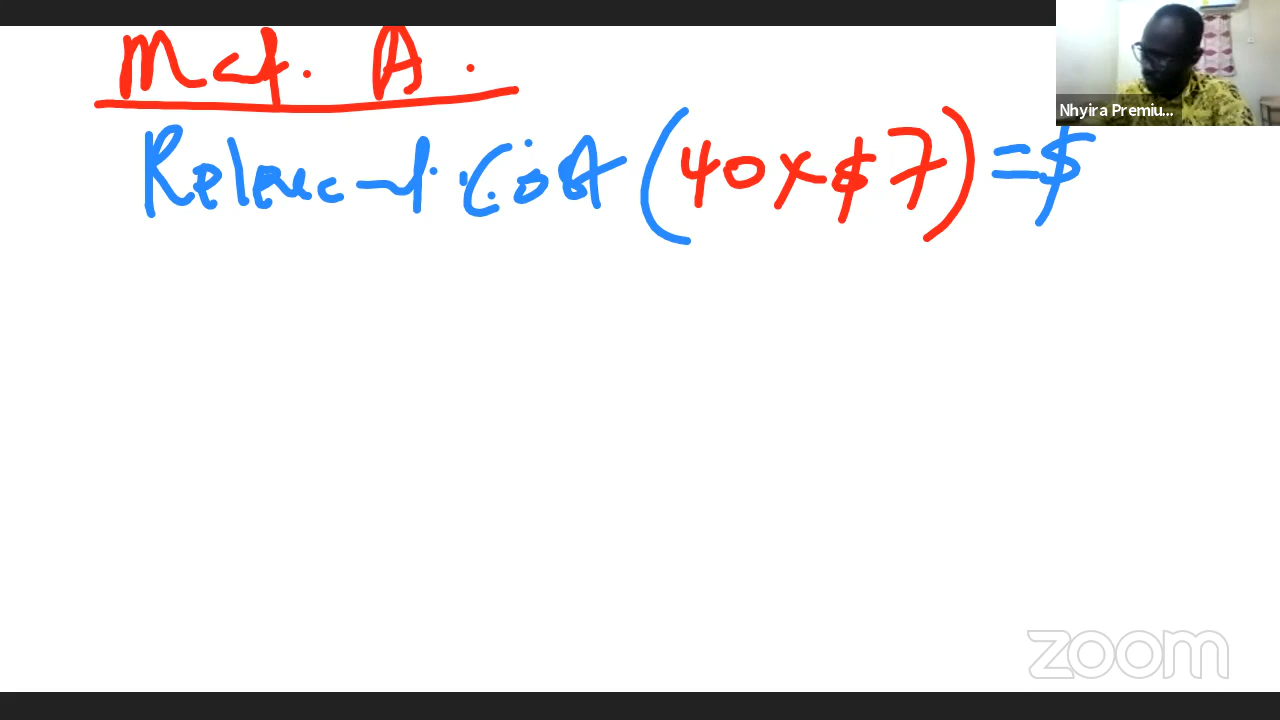 Mat. A.
Nhyira Premiu...
Relevant Cost (40 x $7) = $
zoom